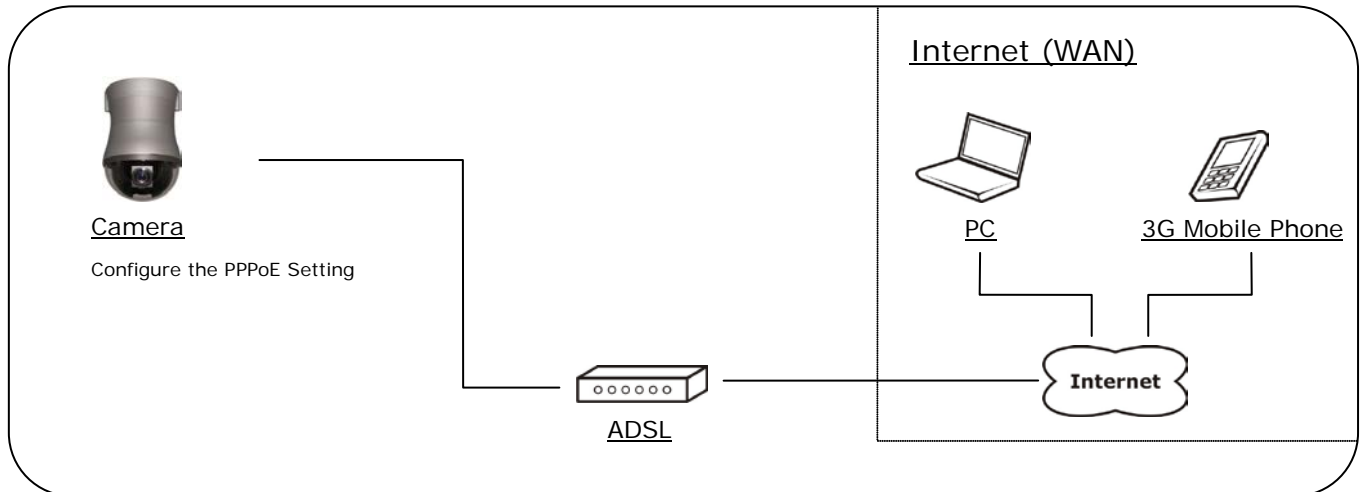 Internet (WAN)
Camera
Configure the PPPoE Setting
PC
3G Mobile Phone
Internet
ADSL